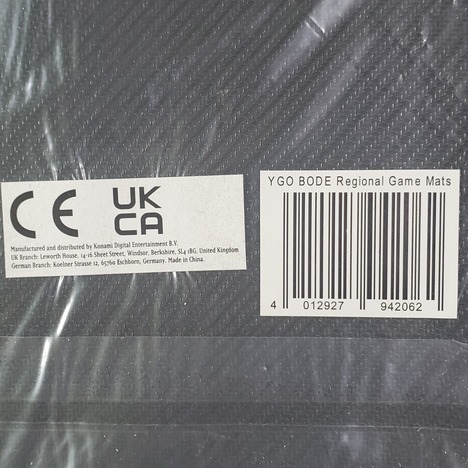 CE
UK
CA
Manufactured and distributed by Konami Digital Entertainment B.V.
UK Branch: Leworth House, 14-16 Sheet Street, Windsor, Berkshire, SL4 1BG, United Kingdom
German Branch: Koelner Strasse 12, 65760 Eschborn, Germany. Made in China.
YGO BODE Regional Game Mats
4 012927 942062